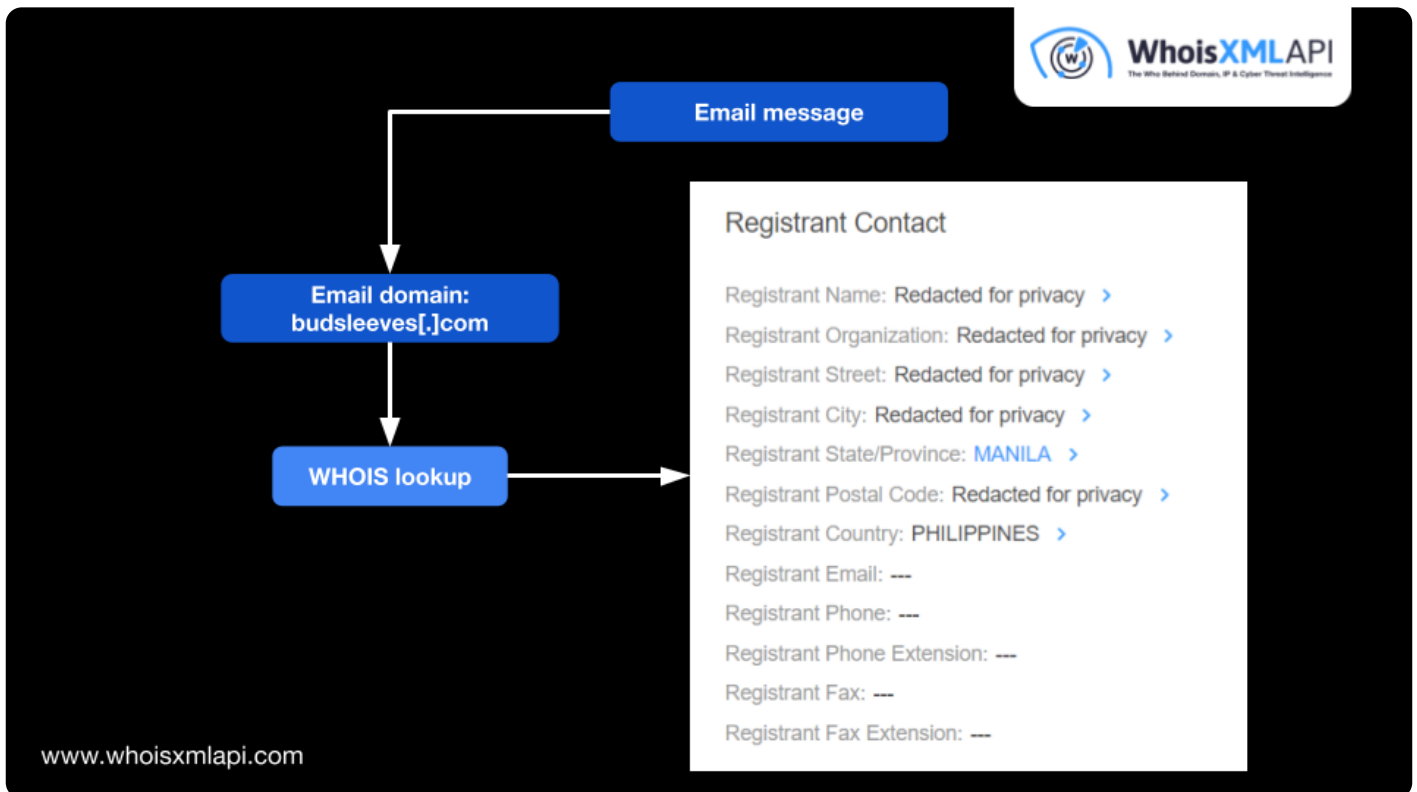 WhoisXMLAPI
The Who Behind Domain, IP & Cyber Threat Intelligence
Email message
Email domain:
budsleeves[.]com
WHOIS lookup
Registrant Contact
Registrant Name: Redacted for privacy >
Registrant Organization: Redacted for privacy >
Registrant Street: Redacted for privacy >
Registrant City: Redacted for privacy >
Registrant State/Province: MANILA >
Registrant Postal Code: Redacted for privacy >
Registrant Country: PHILIPPINES >
Registrant Email: ---
Registrant Phone: ---
Registrant Phone Extension: ---
Registrant Fax: ---
Registrant Fax Extension: ---
www.whoisxmlapi.com